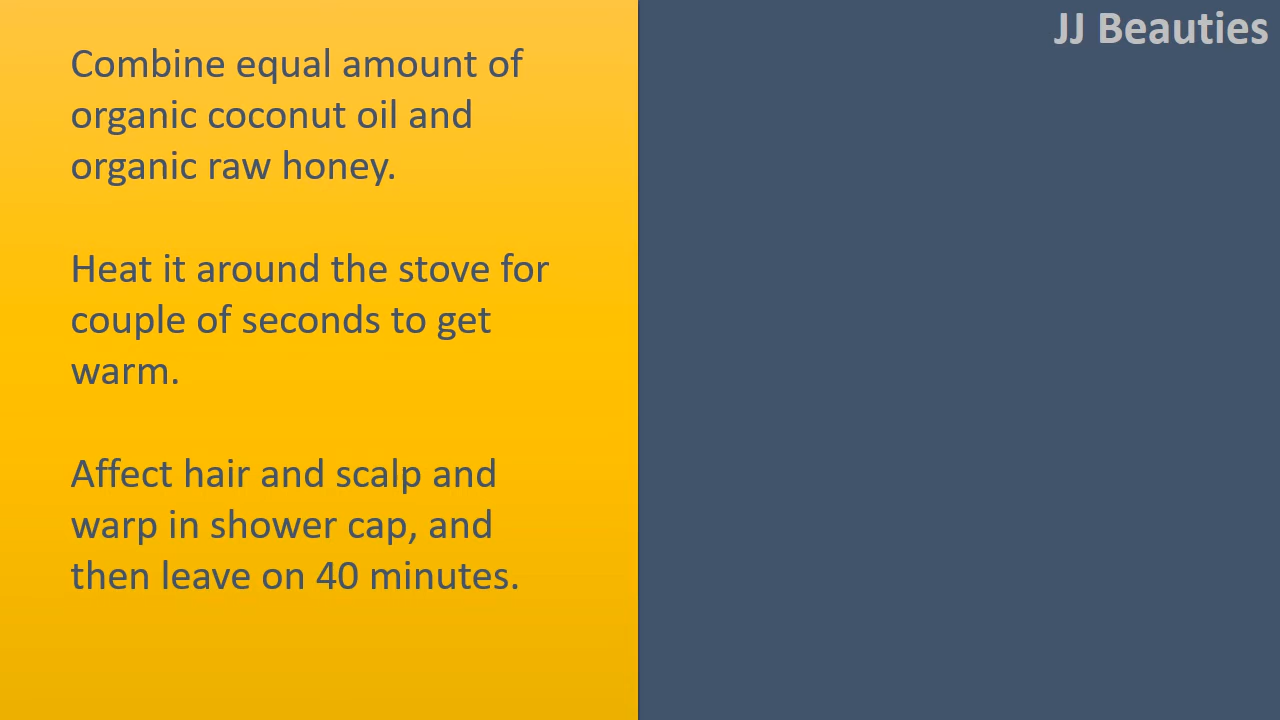 JJ Beauties
Combine equal amount of
organic coconut oil and
organic raw honey.
Heat it around the stove for
couple of seconds to get
warm.
Affect hair and scalp and
warp in shower cap, and
then leave on 40 minutes.